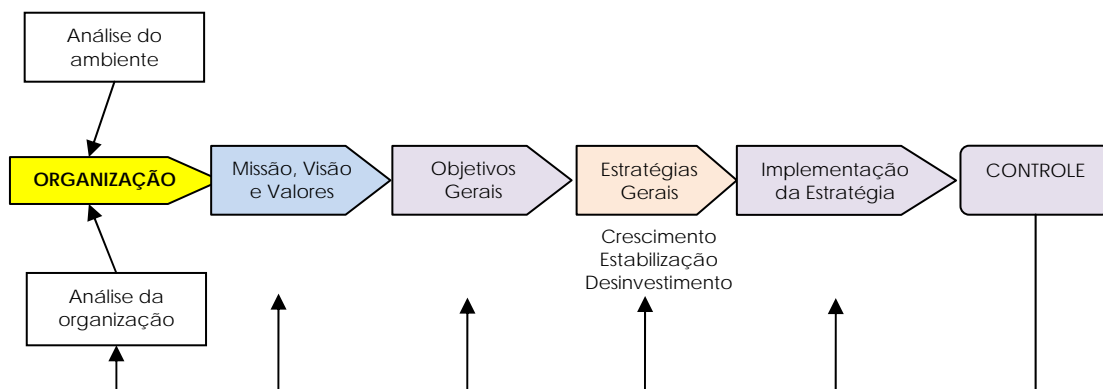 Análise do
ambiente
ORGANIZAÇÃO
Missão, Visão
e Valores
Objetivos
Gerais
Estratégias
Gerais
Implementação
da Estratégia
CONTROLE
Crescimento
Estabilização
Desinvestimento
Análise da
organização